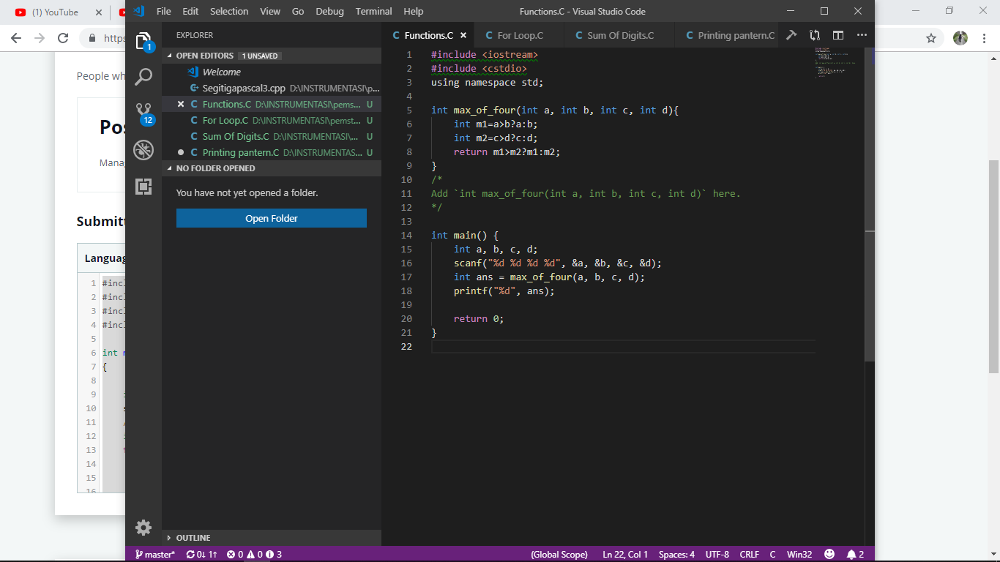 (1) YouTube
https
File Edit Selection View Go Debug Terminal Help
Functions.C - Visual Studio Code
EXPLORER
OPEN EDITORS 1 UNSAVED
Welcome
Segitigapascal3.cpp D:\INSTRUMENTASI\p...
Functions.C D:\INSTRUMENTASI\pemst... U
For Loop.C D:\INSTRUMENTASI\pemst... U
Sum Of Digits.C D:\INSTRUMENTASI\... U
Printing pantern.C D:\INSTRUMENTAS... U
NO FOLDER OPENED
You have not yet opened a folder.
Open Folder
OUTLINE
1
12
Functions.C For Loop.C Sum Of Digits.C Printing pantern.C
1 #include <iostream>
2 #include <cstdio>
3 using namespace std;
4
5 int max_of_four(int a, int b, int c, int d){
6 int m1=a>b?a:b;
7 int m2=c>d?c:d;
8 return m1>m2?m1:m2;
9 }
10 /*
11 Add `int max_of_four(int a, int b, int c, int d)` here.
12 */
13
14 int main() {
15 int a, b, c, d;
16 scanf("%d %d %d %d", &a, &b, &c, &d);
17 int ans = max_of_four(a, b, c, d);
18 printf("%d", ans);
19
20 return 0;
21 }
22
People wh
Pos
Manag
Submitt
Languag
1 #incl
2 #incl
3 #incl
4 #incl
5
6 int m
7 {
8
9
10
11
12
13
14
15
16
master* 0↓ 1↑ 0 0 3
(Global Scope) Ln 22, Col 1 Spaces: 4 UTF-8 CRLF C Win32 2